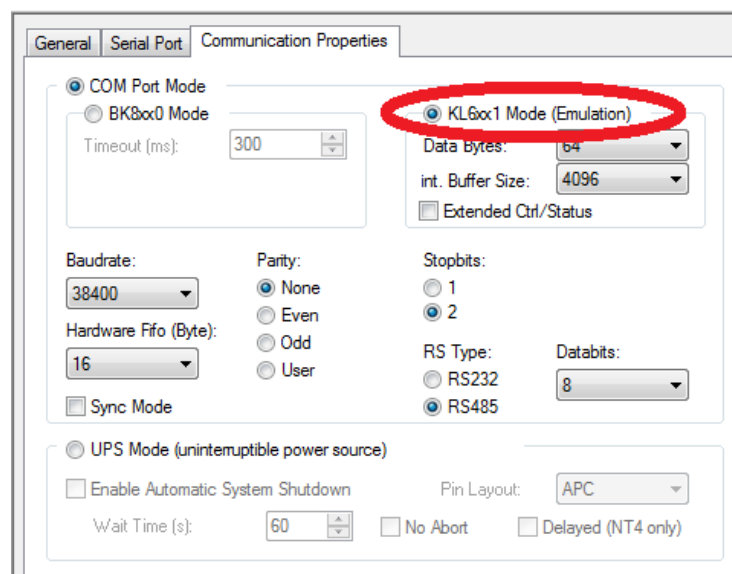 General Serial Port Communication Properties
COM Port Mode
BK8xx0 Mode
Timeout (ms): 300
KL6xx1 Mode (Emulation)
Data Bytes: 64
int. Buffer Size: 4096
Extended Ctrl/Status
Baudrate:
38400
Hardware Fifo (Byte):
16
Sync Mode
Parity:
None
Even
Odd
User
Stopbits:
1
2
RS Type:
RS232
RS485
Databits:
8
UPS Mode (uninterruptible power source)
Enable Automatic System Shutdown Pin Layout: APC
Wait Time (s): 60 No Abort Delayed (NT4 only)